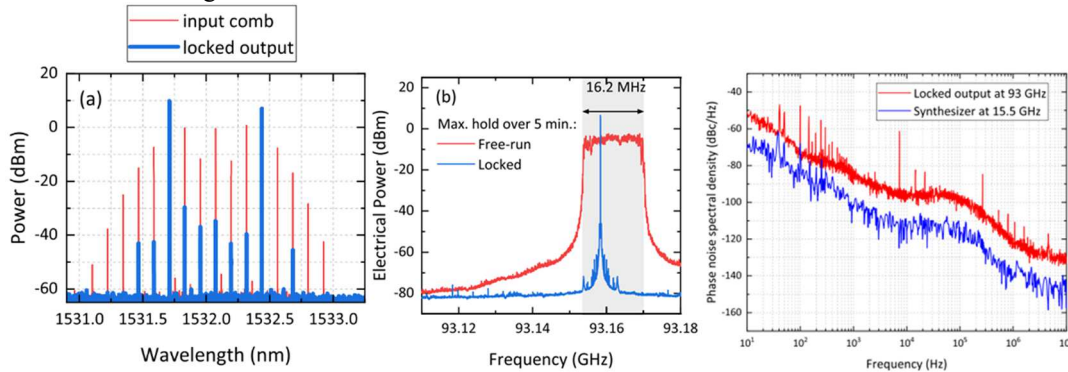 input comb
locked output
(a)
Power (dBm)
20
0
-20
-40
-60
1531.0
1531.5
1532.0
1532.5
1533.0
Wavelength (nm)
(b)
16.2 MHz
Max. hold over 5 min.:
Free-run
Locked
Electrical Power (dBm)
20
0
-20
-40
-60
-80
93.12
93.14
93.16
93.18
Frequency (GHz)
Locked output at 93 GHz
Synthesizer at 15.5 GHz
Phase noise spectral density (dBc/Hz)
-40
-60
-80
-100
-120
-140
-160
10¹
10²
10³
10⁴
10⁵
10⁶
10⁷
Frequency (Hz)